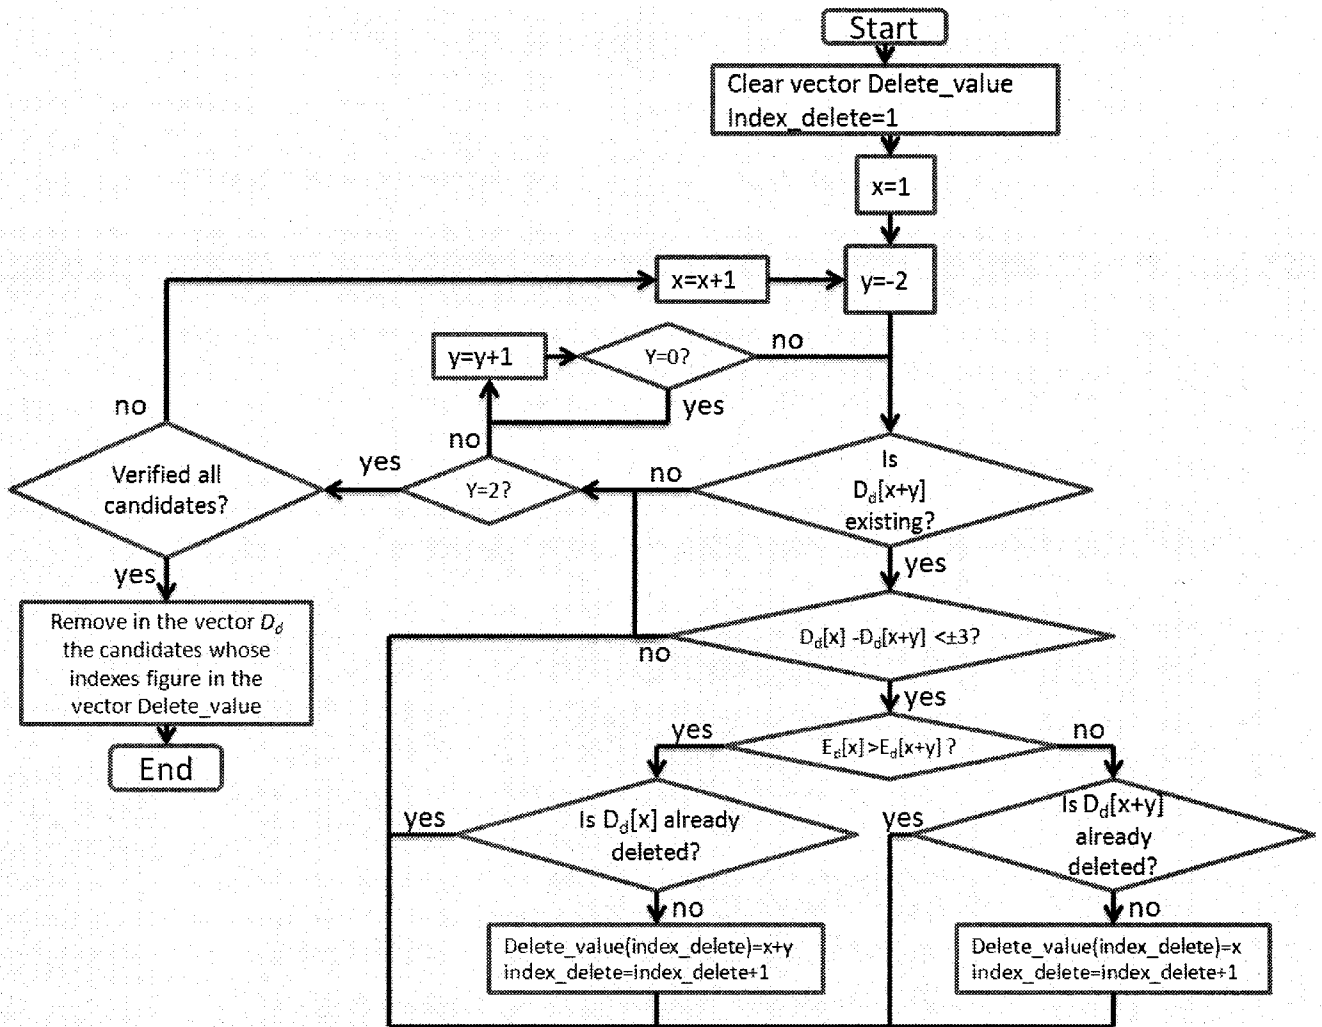 Start
Clear vector Delete_value
Index_delete=1
x=1
x=x+1
y=-2
y=y+1
Y=0?
no
yes
no
Verified all
candidates?
yes
no
Y=2?
no
Is
Dd[x+y]
existing?
yes
yes
Remove in the vector Dd
the candidates whose
indexes figure in the
vector Delete_value
End
Dd[x] -Dd[x+y] <±3?
no
yes
yes
Ed[x] >Ed[x+y] ?
no
yes
Is Dd[x] already
deleted?
yes
Is Dd[x+y]
already
deleted?
no
no
Delete_value(index_delete)=x+y
index_delete=index_delete+1
Delete_value(index_delete)=x
index_delete=index_delete+1